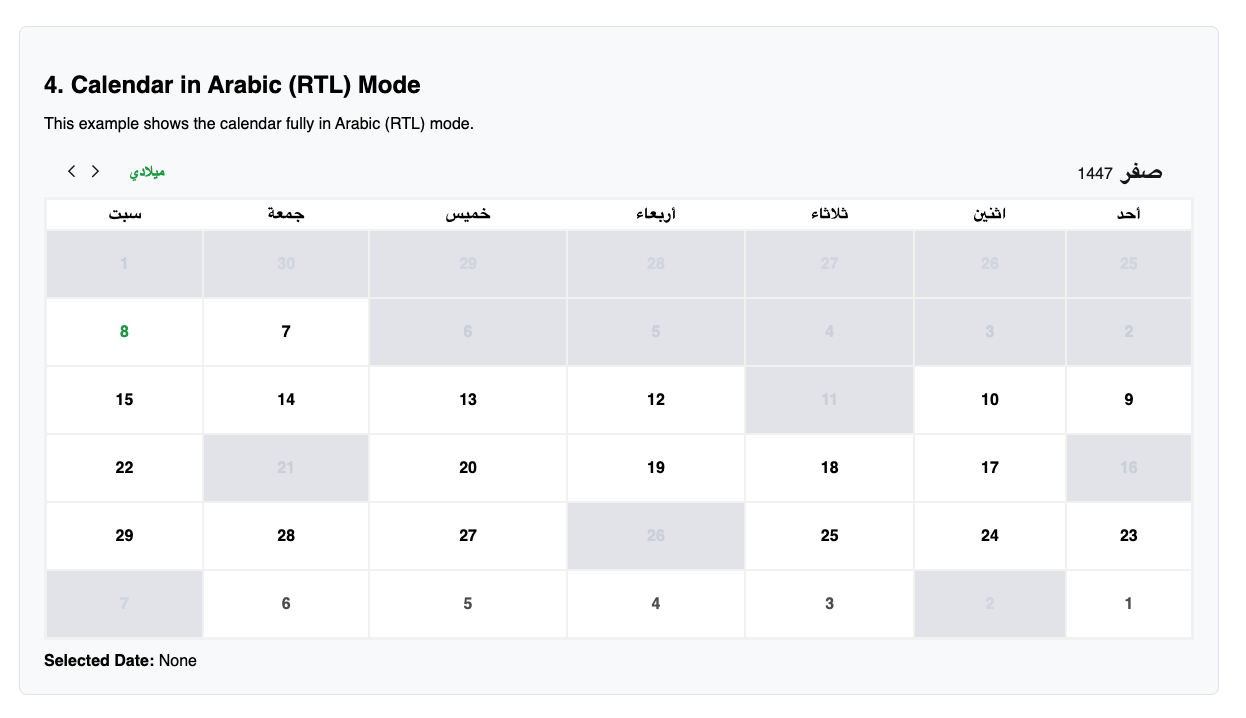 4. Calendar in Arabic (RTL) Mode
This example shows the calendar fully in Arabic (RTL) mode.
صفر 1447 ميلادي
أحد اثنين ثلاثاء أربعاء خميس جمعة سبت
25 26 27 28 29 30 1
2 3 4 5 6 7 8
9 10 11 12 13 14 15
16 17 18 19 20 21 22
23 24 25 26 27 28 29
1 2 3 4 5 6 7
Selected Date: None